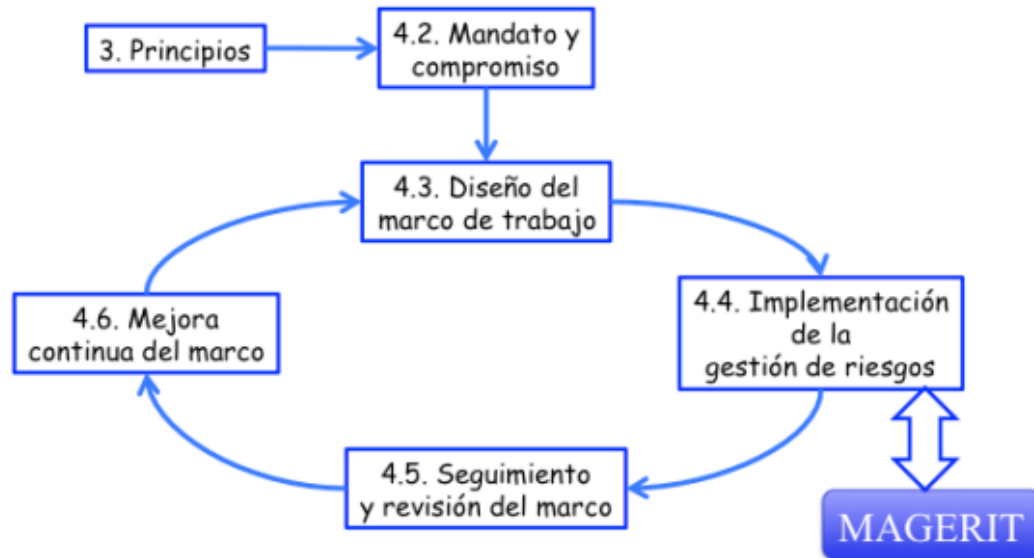 3. Principios
4.2. Mandato y
compromiso
4.3. Diseño del
marco de trabajo
4.4. Implementación
de la
gestión de riesgos
4.6. Mejora
continua del marco
4.5. Seguimiento
y revisión del marco
MAGERIT